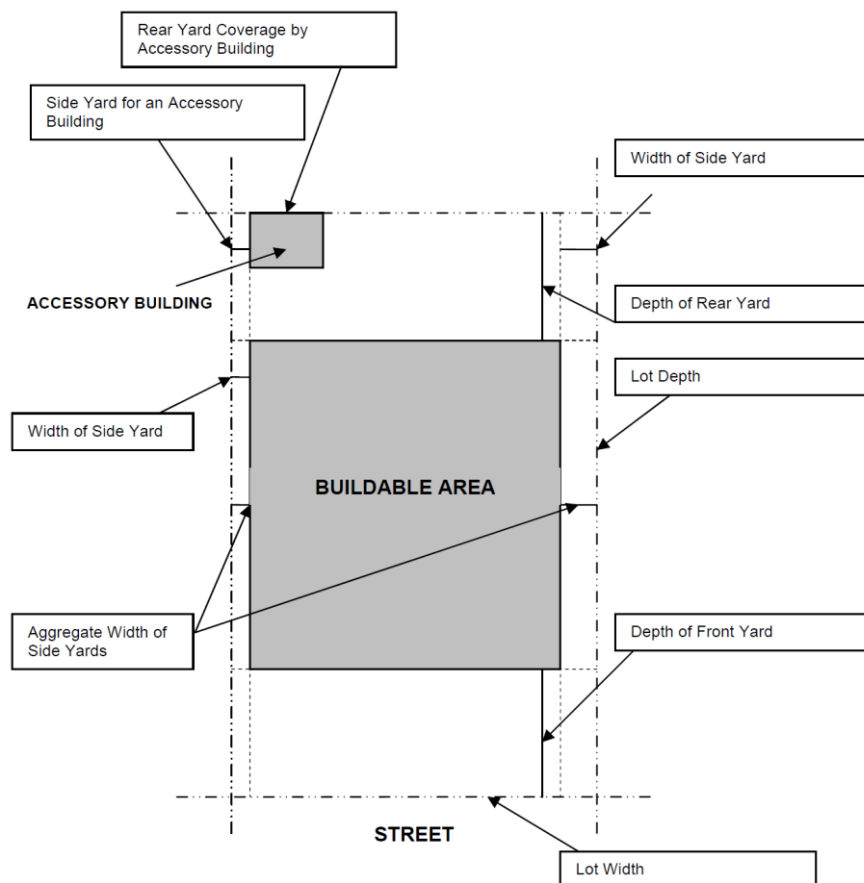 Rear Yard Coverage by
Accessory Building
Side Yard for an Accessory
Building
Width of Side Yard
ACCESSORY BUILDING
Depth of Rear Yard
Lot Depth
Width of Side Yard
BUILDABLE AREA
Aggregate Width of
Side Yards
Depth of Front Yard
STREET
Lot Width